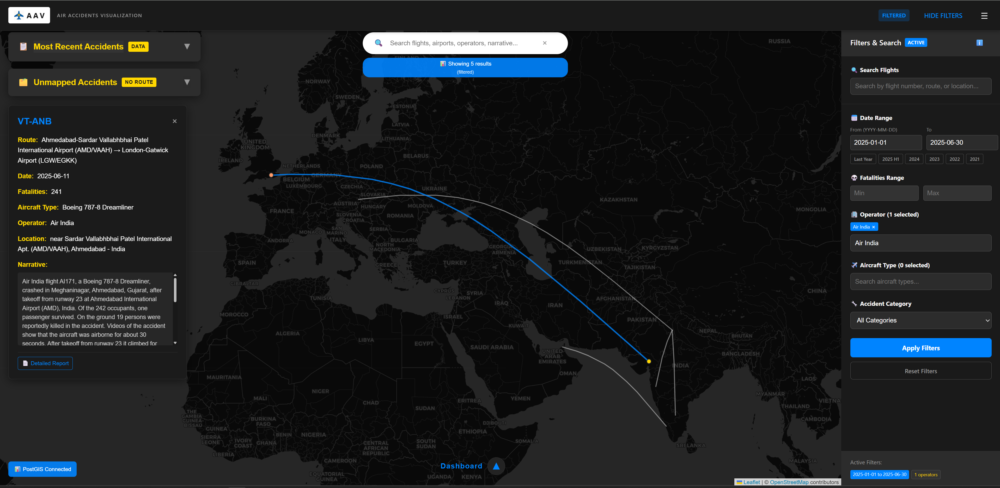 AAV
AIR ACCIDENTS VISUALIZATION
FILTERED
HIDE FILTERS
Most Recent Accidents
DATA
Unmapped Accidents
NO ROUTE
Search flights, airports, operators, narrative...
Showing 5 results
(filtered)
VT-ANB
Route: Ahmedabad-Sardar Vallabhbhai Patel
International Airport (AMD/VAAH) → London-Gatwick
Airport (LGW/EGKK)
Date: 2025-06-11
Fatalities: 241
Aircraft Type: Boeing 787-8 Dreamliner
Operator: Air India
Location: near Sardar Vallabhbhai Patel International
Apt. (AMD/VAAH), Ahmedabad - India
Narrative:
Air India flight AI171, a Boeing 787-8 Dreamliner,
crashed in Meghaninagar, Ahmedabad, Gujarat, after
takeoff from runway 23 at Ahmedabad International
Airport (AMD), India. Of the 242 occupants, one
passenger survived. On the ground 19 persons were
reportedly killed in the accident. Videos of the accident
show that the aircraft was airborne for about 30
seconds. After takeoff from runway 23 it climbed for
Detailed Report
PostGIS Connected
RUSSIA
FINLAND
NORWAY
SWEDEN
ESTONIA
LATVIA
DENMARK
LITHUANIA
UNITED
KINGDOM
IRELAND
BELARUS
NETHERLANDS
POLAND
GERMANY
BELGIUM
LUXEMBOURG
CZECHIA
UKRAINE
SLOVAKIA
KAZAKHSTAN
AUSTRIA
HUNGARY
MOLDOVA
FRANCE
SLOVENIA
CROATIA
ROMANIA
MONGOLIA
SAN
MARINO
MONACO
ITALY
SERBIA
ANDORRA
BULGARIA
NORTH
MACEDONIA
GEORGIA
ARMENIA
UZBEKISTAN
KYRGYZSTAN
SPAIN
GREECE
TURKEY
TURKMENISTAN
TAJIKISTAN
GIBRALTAR
CYPRUS
LEBANON
SYRIA
CHINA
TUNISIA
IRAQ
IRAN
AFGHANISTAN
MOROCCO
ISRAEL
KUWAIT
PAKISTAN
ALGERIA
LIBYA
EGYPT
SAUDI ARABIA
NEPAL
BHUTAN
UNITED
ARAB
EMIRATES
BANGLADESH
INDIA
OMAN
MAURITANIA
LAOS
NIGER
MALI
CHAD
SUDAN
ERITREA
YEMEN
MYANMAR
VIETNA
THAILAND
THE
GAMBIA
GUINEA-
BISSAU
BURKINA
FASO
DJIBOUTI
CAMBODIA
GUINEA
BENIN
NIGERIA
ETHIOPIA
SIERRA
LEONE
IVORY
COAST
GHANA
CENTRAL
AFRICAN
REPUBLIC
SOUTH
SUDAN
SOMALIA
SRI LANKA
LIBERIA
CAMEROON
MALAYSIA
EQUATORIAL
GUINEA
UGANDA
KENYA
Dashboard
Leaflet | © OpenStreetMap contributors
Filters & Search
ACTIVE
Search Flights
Search by flight number, route, or location...
Date Range
From (YYYY-MM-DD)
To
2025-01-01
2025-06-30
Last Year
2025 H1
2024
2023
2022
2021
Fatalities Range
Min
Max
Operator (1 selected)
Air India ×
Air India
Aircraft Type (0 selected)
Search aircraft types...
Accident Category
All Categories
Apply Filters
Reset Filters
Active Filters:
2025-01-01 to 2025-06-30
1 operators